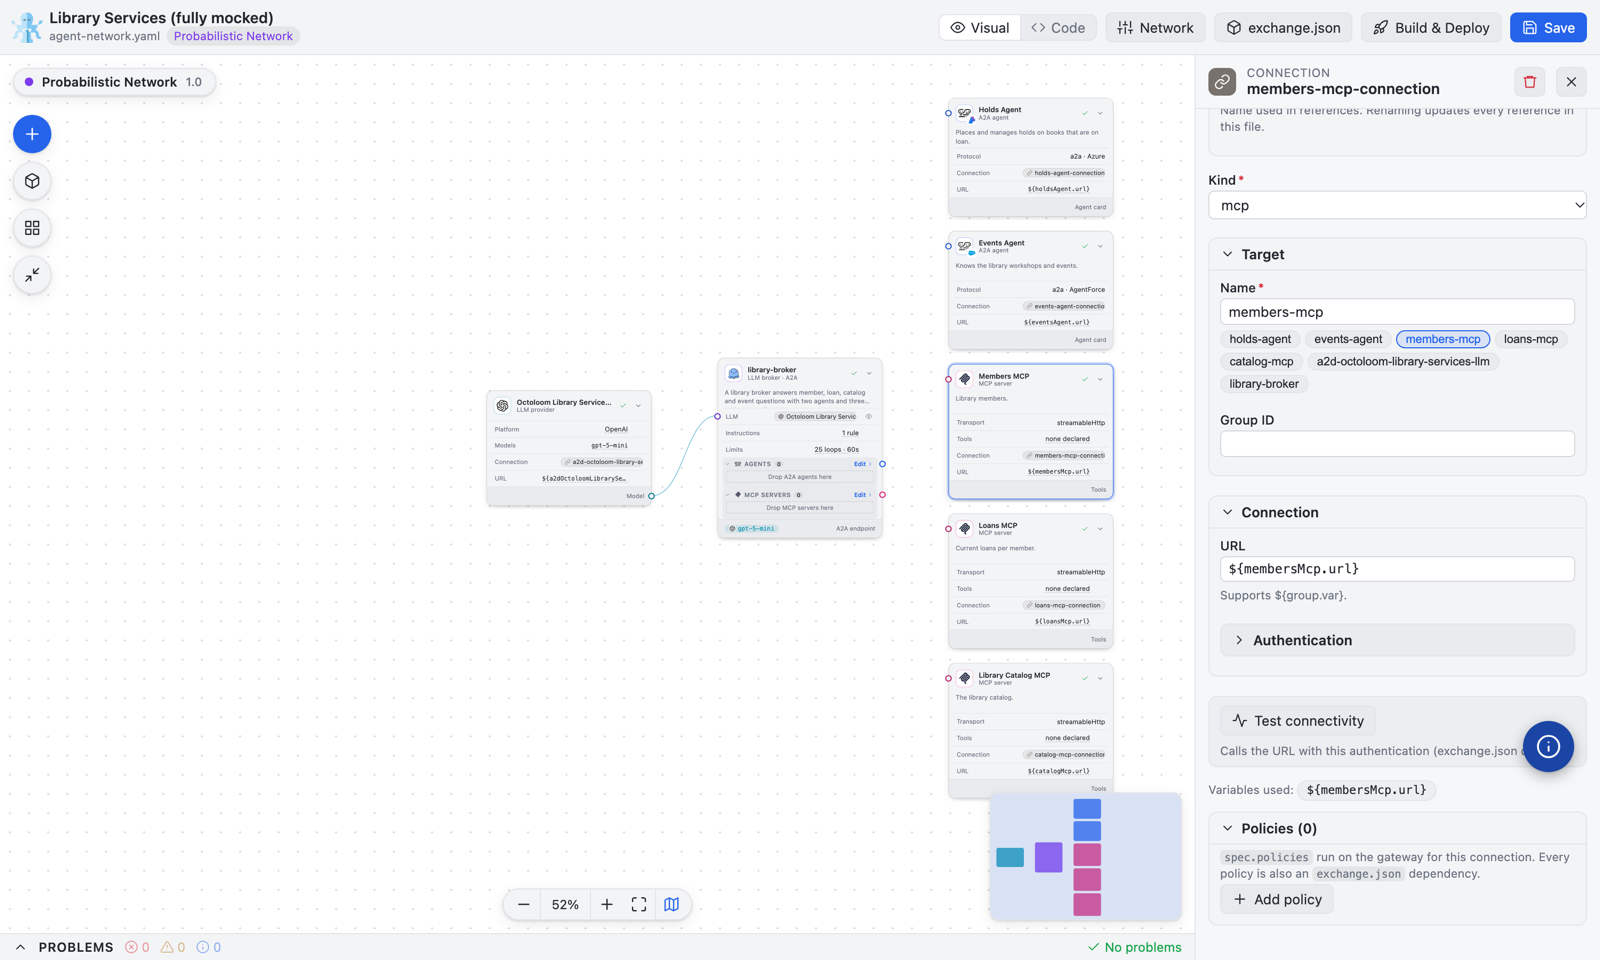 Library Services (fully mocked)
agent-network.yaml
Probabilistic Network
Visual
Code
Network
exchange.json
Build & Deploy
Save
Probabilistic Network 1.0
Holds Agent
A2A agent
Places and manages holds on books that are on
loan.
Protocol
a2a · Azure
Connection
holds-agent-connection
URL
${holdsAgent.url}
Agent card
Events Agent
A2A agent
Knows the library workshops and events.
Protocol
a2a · AgentForce
Connection
events-agent-connectio
URL
${eventsAgent.url}
Agent card
Members MCP
MCP server
Library members.
Transport
streamableHttp
Tools
none declared
Connection
members-mcp-connecti
URL
${membersMcp.url}
Tools
Loans MCP
MCP server
Current loans per member.
Transport
streamableHttp
Tools
none declared
Connection
loans-mcp-connection
URL
${loansMcp.url}
Tools
Library Catalog MCP
MCP server
The library catalog.
Transport
streamableHttp
Tools
none declared
Connection
catalog-mcp-connection
URL
${catalogMcp.url}
Tools
Octoloom Library Service...
LLM provider
Platform
OpenAI
Models
gpt-5-mini
Connection
a2d-octoloom-library-se
URL
${a2dOctoloomLibrarySe…
Model
library-broker
LLM broker · A2A
A library broker answers member, loan, catalog
and event questions with two agents and three...
LLM
Octoloom Library Servic
Instructions
1 rule
Limits
25 loops · 60s
AGENTS 0
Edit
Drop A2A agents here
MCP SERVERS 0
Edit
Drop MCP servers here
gpt-5-mini
A2A endpoint
52%
PROBLEMS 0 0 0
No problems
CONNECTION
members-mcp-connection
Name used in references. Renaming updates every reference in
this file.
Kind*
mcp
Target
Name*
members-mcp
holds-agent
events-agent
members-mcp
loans-mcp
catalog-mcp
a2d-octoloom-library-services-llm
library-broker
Group ID
Connection
URL
${membersMcp.url}
Supports ${group.var}.
Authentication
Test connectivity
Calls the URL with this authentication (exchange.json
Variables used: ${membersMcp.url}
Policies (0)
spec.policies run on the gateway for this connection. Every
policy is also an exchange.json dependency.
Add policy